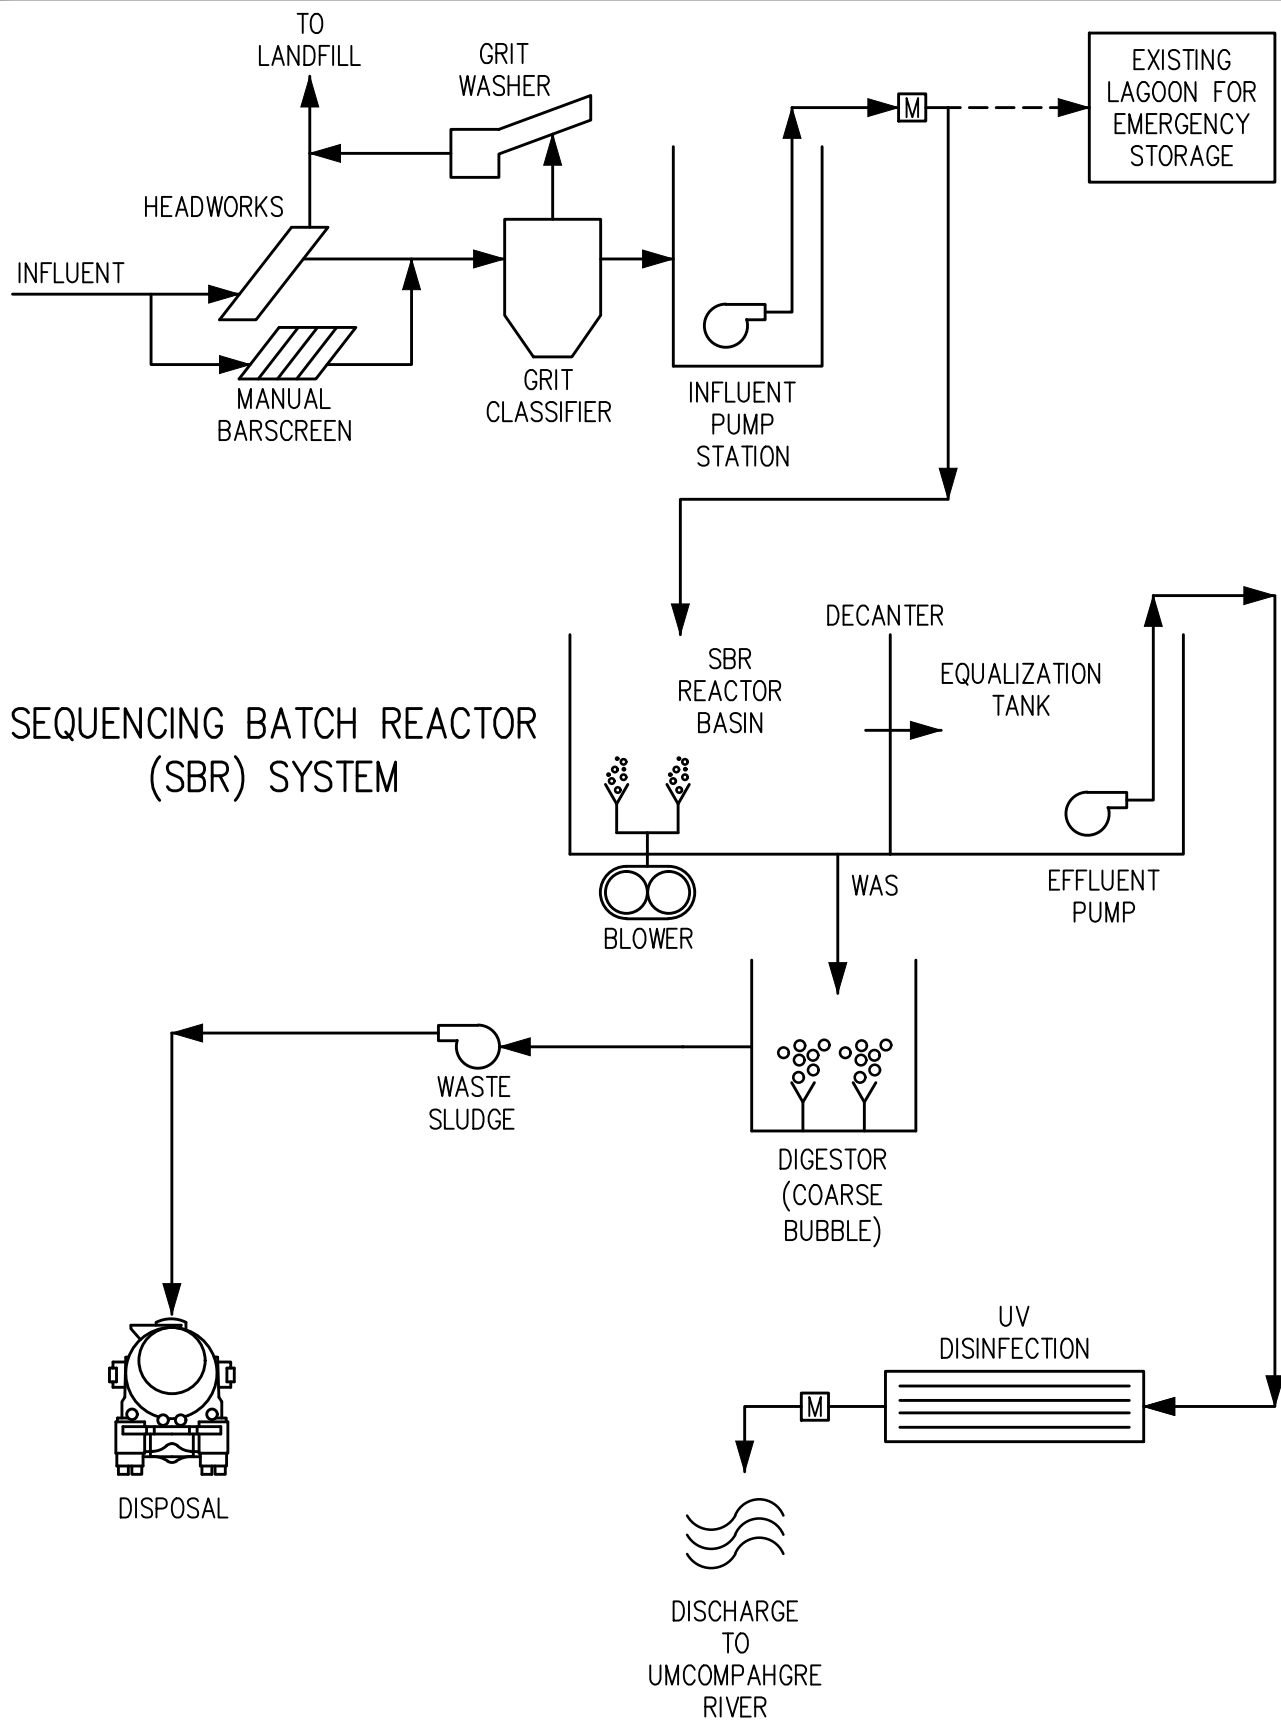 TO
LANDFILL
GRIT
WASHER
M
EXISTING
LAGOON FOR
EMERGENCY
STORAGE
HEADWORKS
INFLUENT
MANUAL
BARSCREEN
GRIT
CLASSIFIER
INFLUENT
PUMP
STATION
DECANTER
SBR
REACTOR
BASIN
EQUALIZATION
TANK
SEQUENCING BATCH REACTOR
(SBR) SYSTEM
BLOWER
WAS
EFFLUENT
PUMP
WASTE
SLUDGE
DIGESTOR
(COARSE
BUBBLE)
UV
DISINFECTION
M
DISPOSAL
DISCHARGE
TO
UMCOMPAHGRE
RIVER